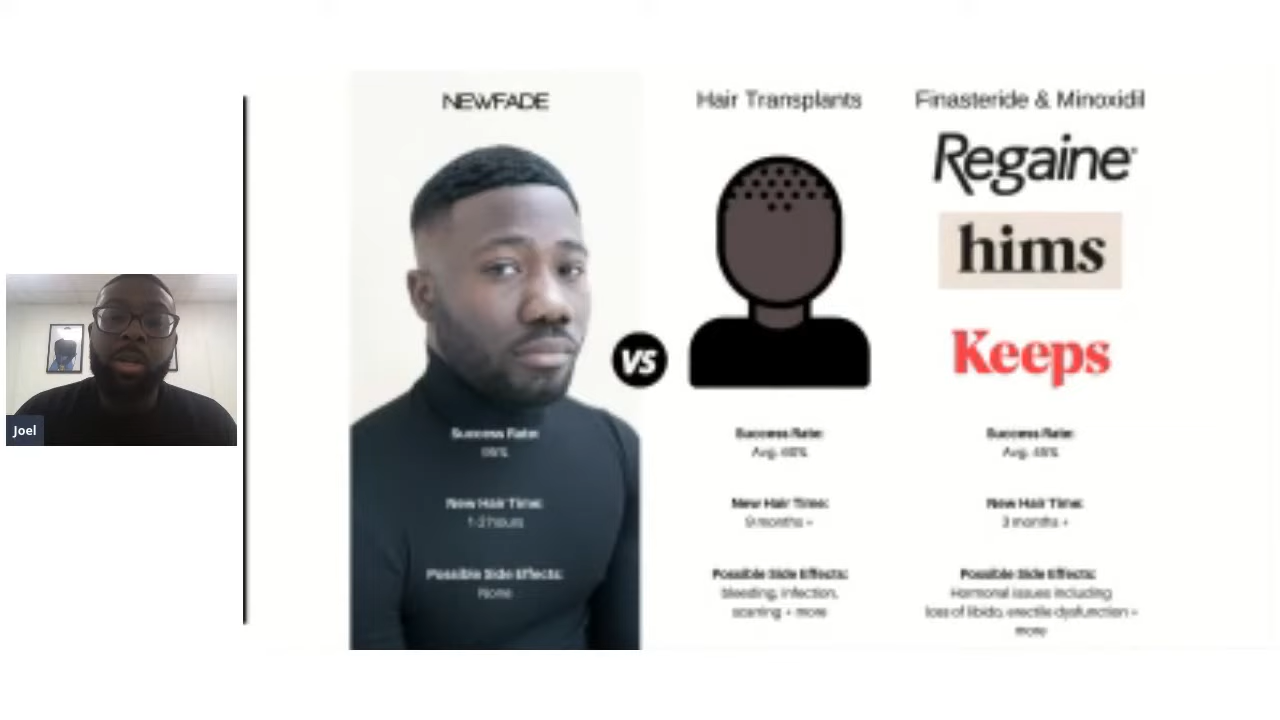 NEWFADE
Hair Transplants
Finasteride & Minoxidil
Regaine
hims
Keeps
VS
Joel
Success Rate:
Success Rate:
Success Rate:
Avg.
Avg.
New Hair Time:
New Hair Time:
New Hair Time:
1-2 hours
9 months +
3 months +
Possible Side Effects:
Possible Side Effects:
Possible Side Effects:
None
bleeding, infection,
scarring + more
Hormonal issues including
loss of libido, erectile dysfunction +
more